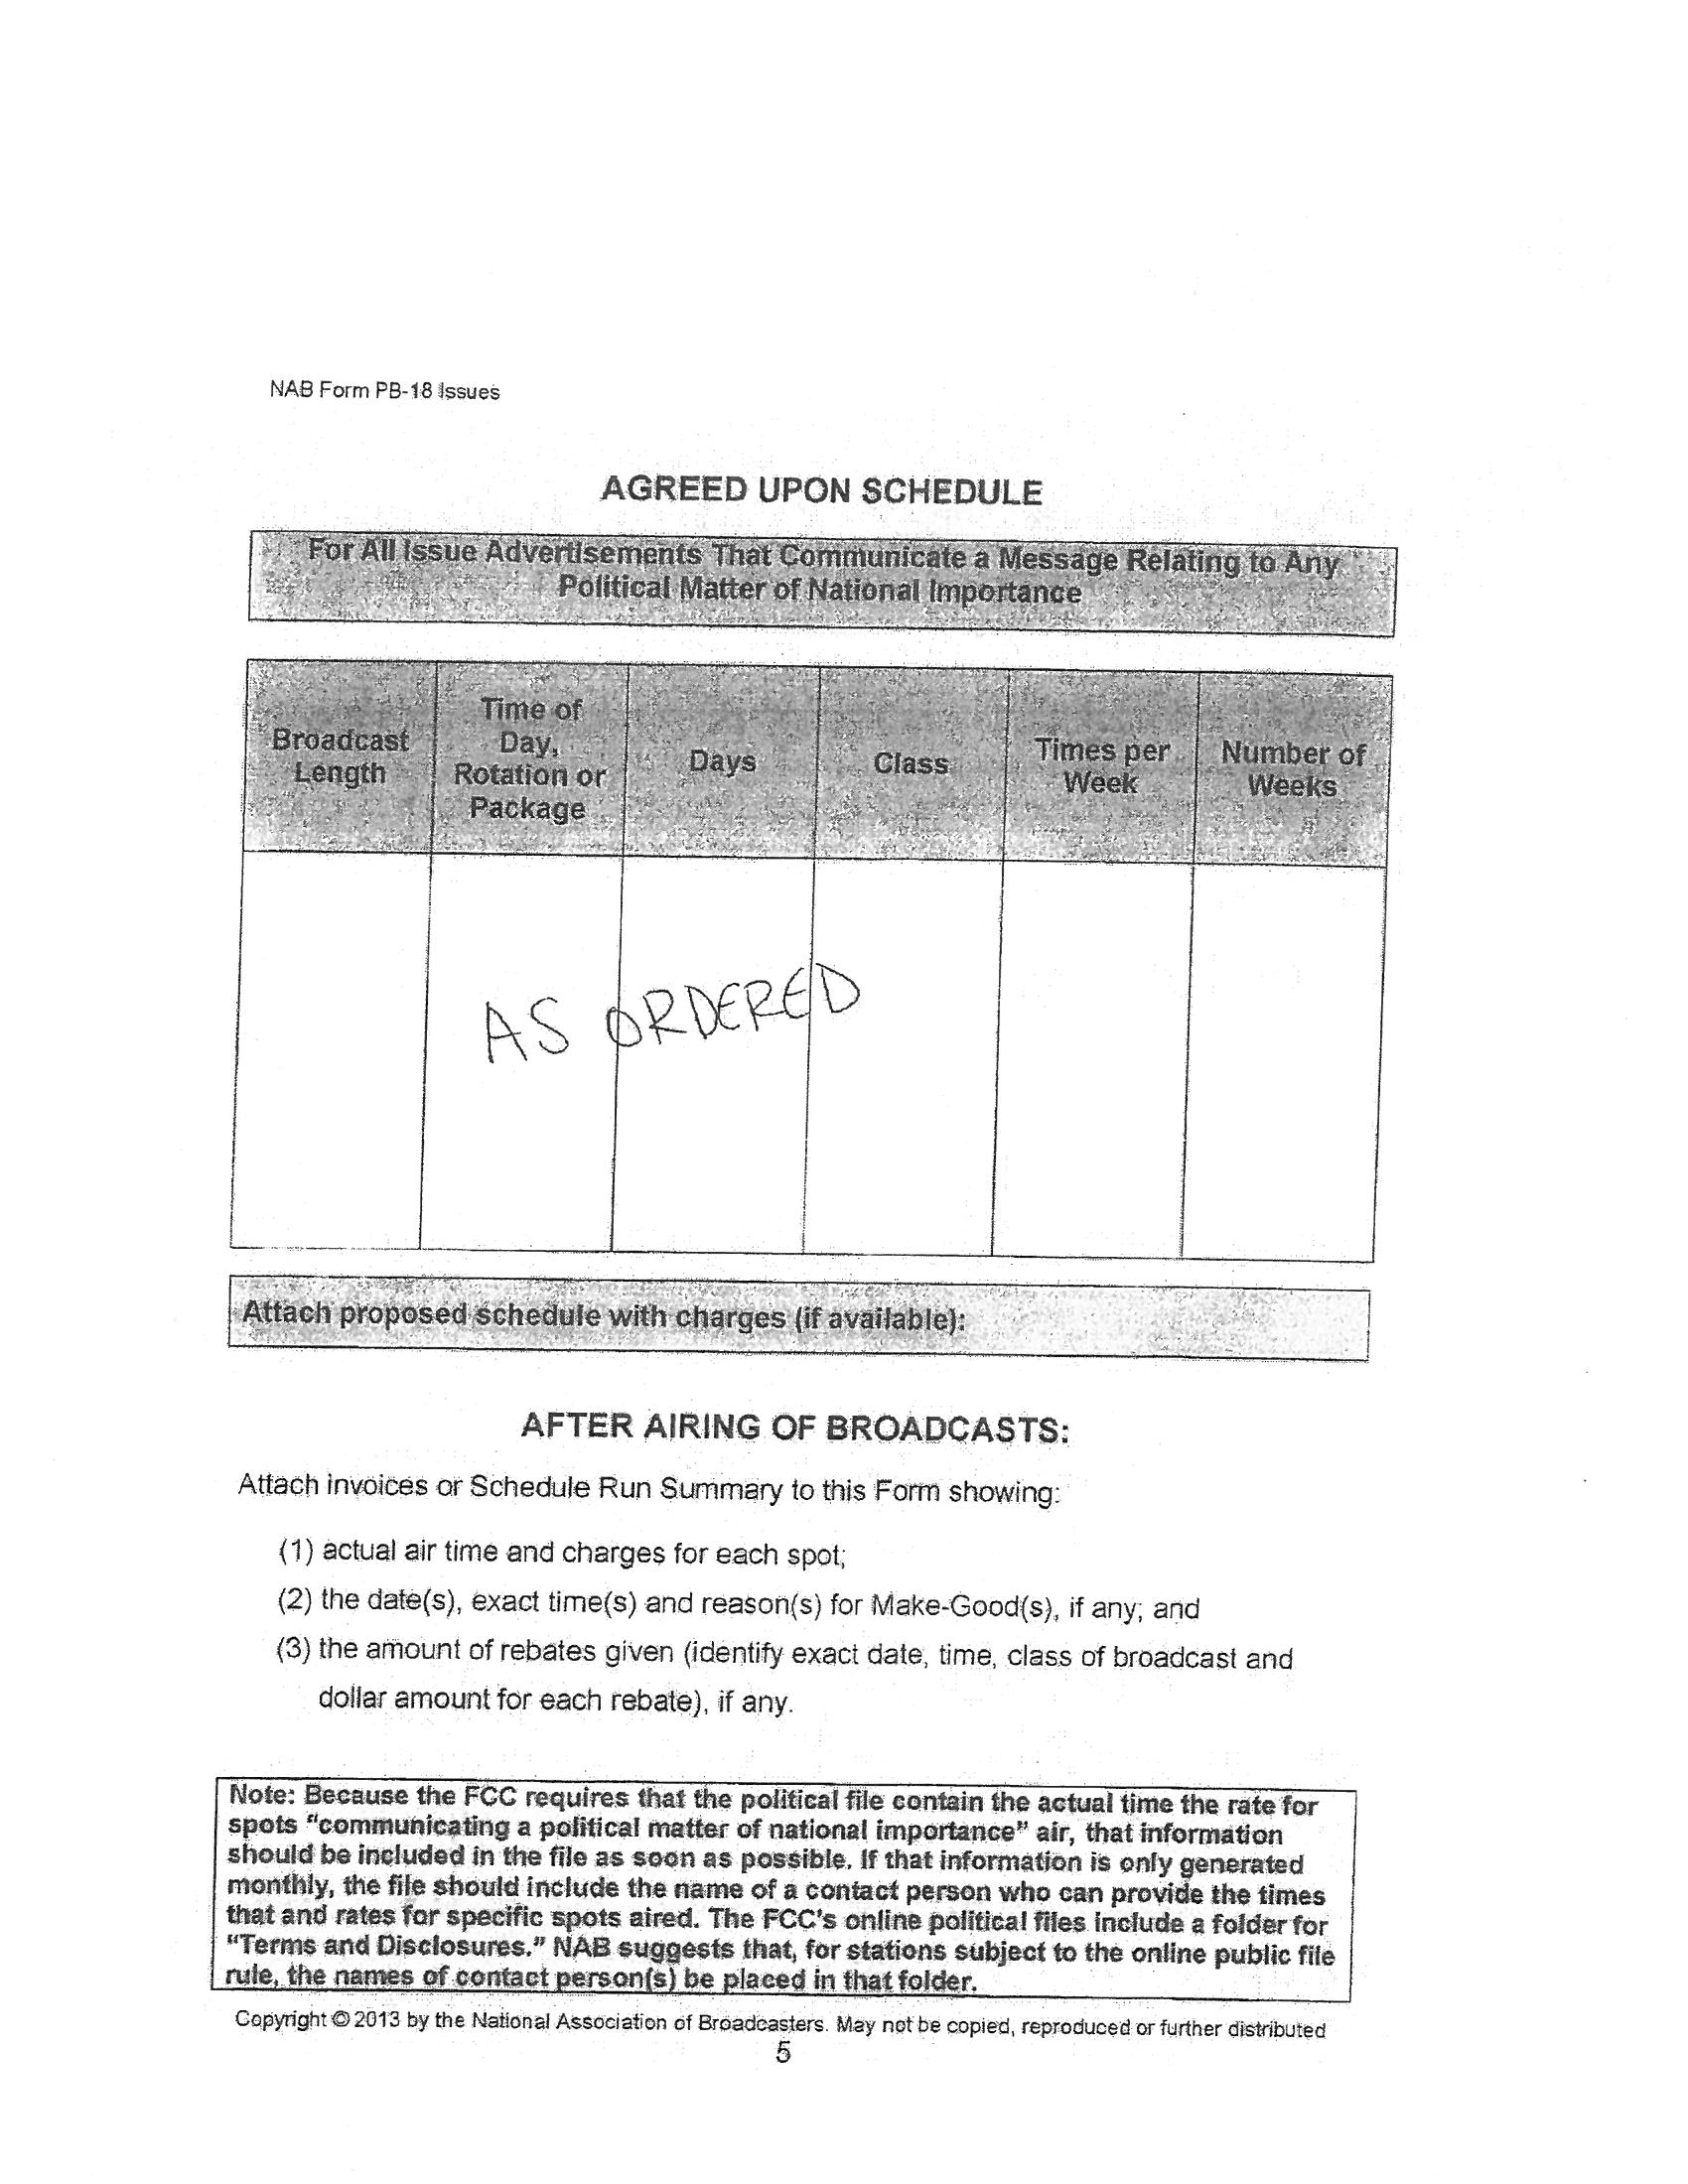 NAB Form PB-18 Issues
AGREED UPON SCHEDULE
For All Issue Advertisements That Communicate a Message Relating to Any
Political Matter of National Importance
Broadcast
Length
Time of
Day,
Rotation or
Package
Days
Class
Times per
Week
Number of
Weeks
AS ORDERED
Attach proposed schedule with charges (if available):
AFTER AIRING OF BROADCASTS:
Attach invoices or Schedule Run Summary to this Form showing:
(1) actual air time and charges for each spot;
(2) the date(s), exact time(s) and reason(s) for Make-Good(s), if any; and
(3) the amount of rebates given (identify exact date, time, class of broadcast and
dollar amount for each rebate), if any.
Note: Because the FCC requires that the political file contain the actual time the rate for
spots "communicating a political matter of national importance" air, that information
should be included in the file as soon as possible. If that information is only generated
monthly, the file should include the name of a contact person who can provide the times
that and rates for specific spots aired. The FCC's online political files include a folder for
"Terms and Disclosures." NAB suggests that, for stations subject to the online public file
rule, the names of contact person(s) be placed in that folder.
Copyright © 2013 by the National Association of Broadcasters. May not be copied, reproduced or further distributed
5